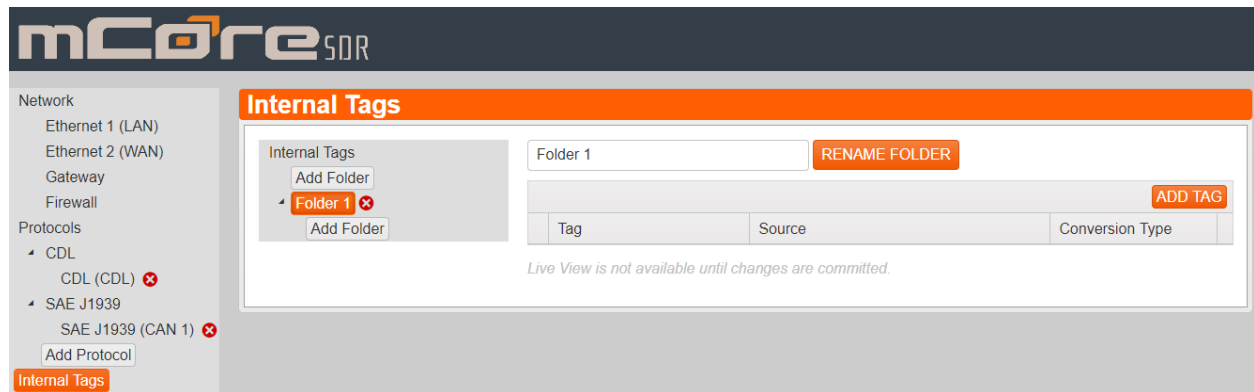 mCore SDR
Network
Ethernet 1 (LAN)
Ethernet 2 (WAN)
Gateway
Firewall
Protocols
CDL
CDL (CDL)
SAE J1939
SAE J1939 (CAN 1)
Add Protocol
Internal Tags
Internal Tags
Internal Tags
Add Folder
Folder 1
Add Folder
Folder 1 RENAME FOLDER
ADD TAG
Tag Source Conversion Type
Live View is not available until changes are committed.